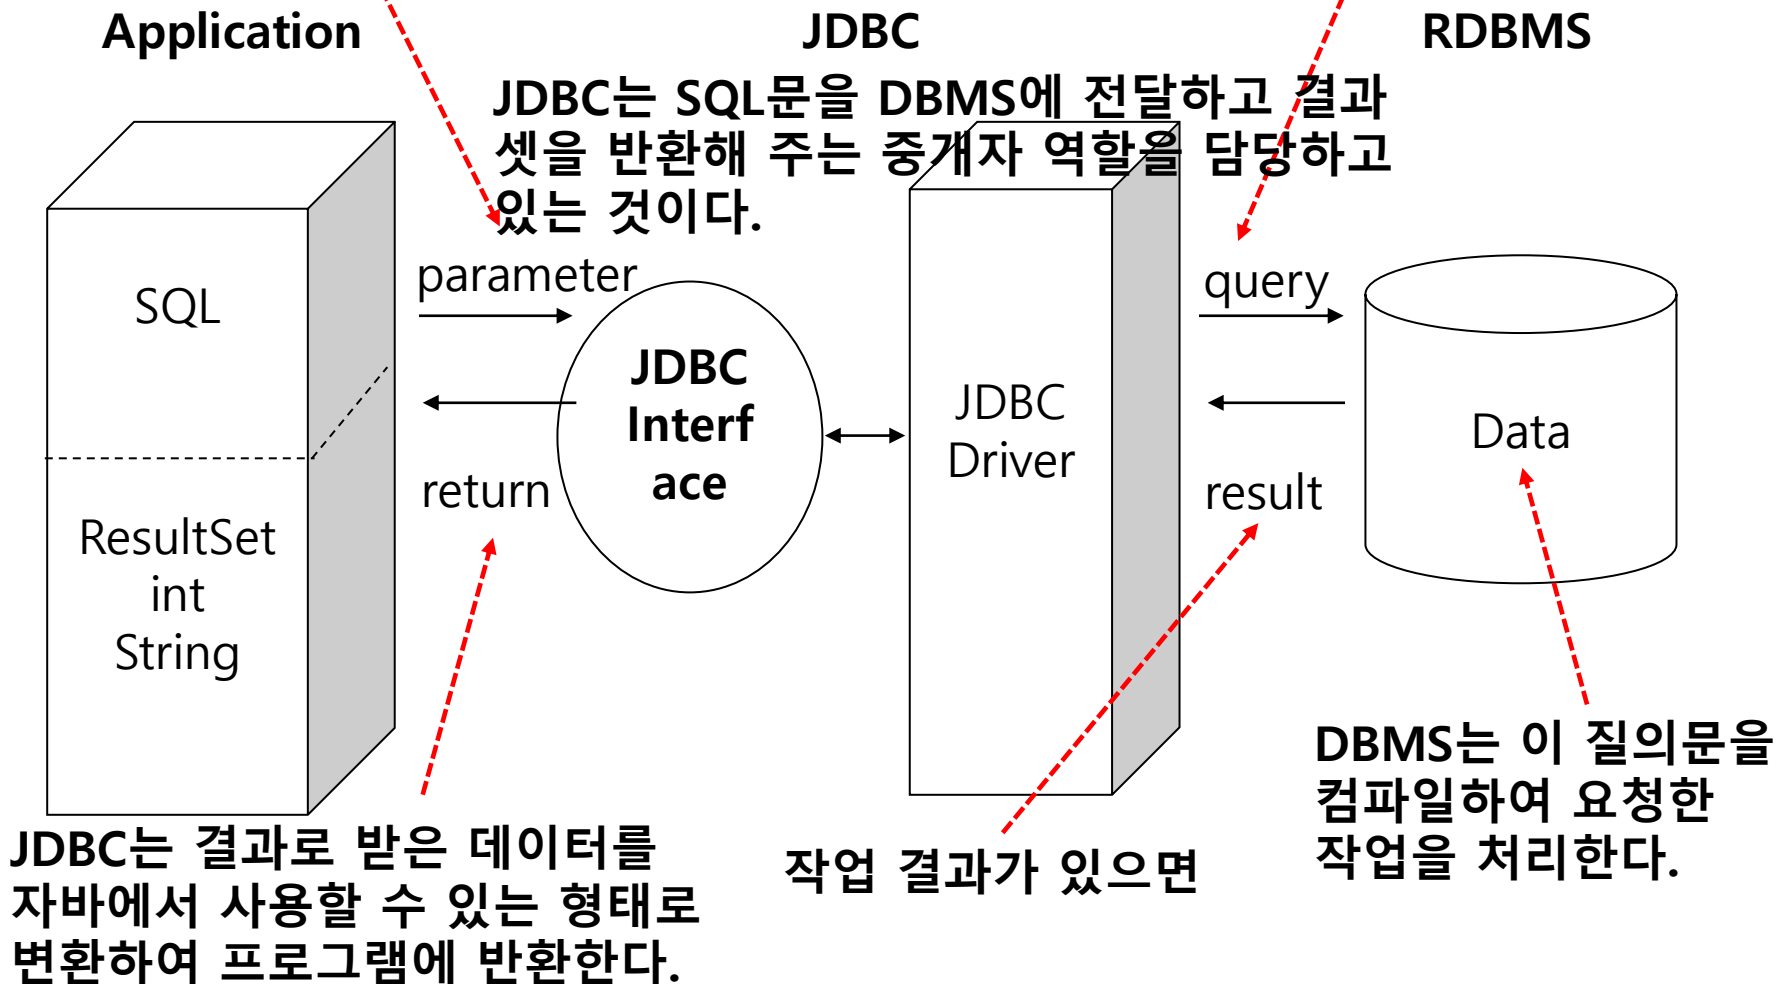 Application
JDBC
RDBMS
JDBC는 SQL문을 DBMS에 전달하고 결과
셋을 반환해 주는 중개자 역할을 담당하고
있는 것이다.
SQL
parameter
query
JDBC
Interf
ace
JDBC
Driver
Data
return
result
ResultSet
int
String
DBMS는 이 질의문을
컴파일하여 요청한
작업을 처리한다.
JDBC는 결과로 받은 데이터를
자바에서 사용할 수 있는 형태로
변환하여 프로그램에 반환한다.
작업 결과가 있으면